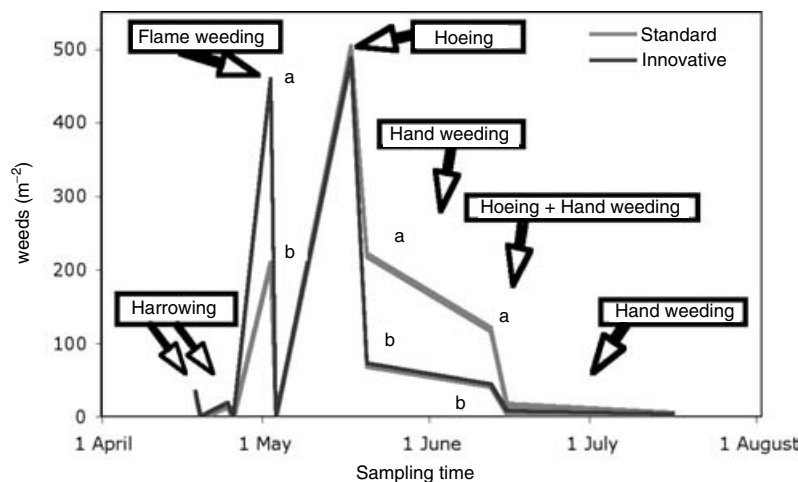 Flame weeding
Hoeing
Standard
Innovative
500
400
300
200
100
0
weeds (m⁻²)
a
b
Hand weeding
Hoeing + Hand weeding
a
a
Harrowing
Hand weeding
b
b
1 April
1 May
1 June
1 July
1 August
Sampling time